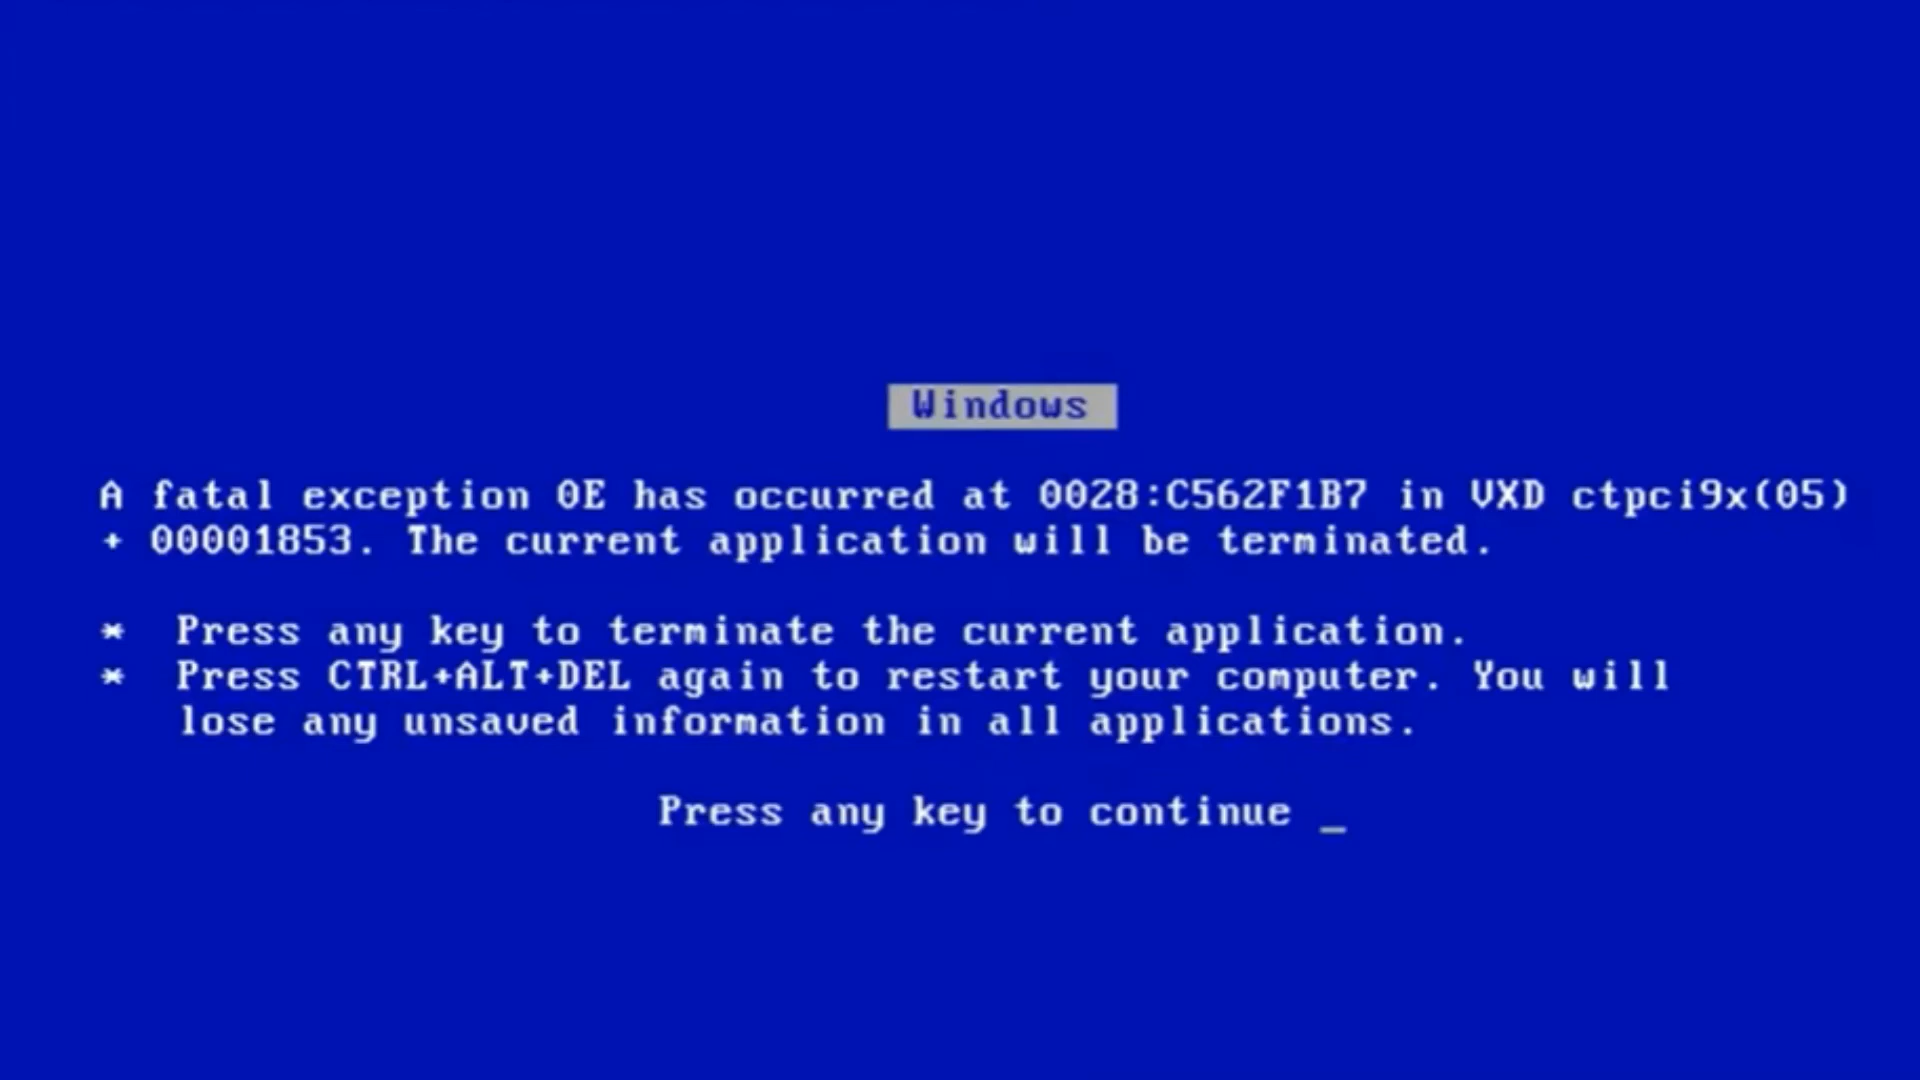 Windows
A fatal exception 0E has occurred at 0028:C562F1B7 in VXD ctpci9x(05)
+ 00001853. The current application will be terminated.
* Press any key to terminate the current application.
* Press CTRL+ALT+DEL again to restart your computer. You will
lose any unsaved information in all applications.
Press any key to continue _